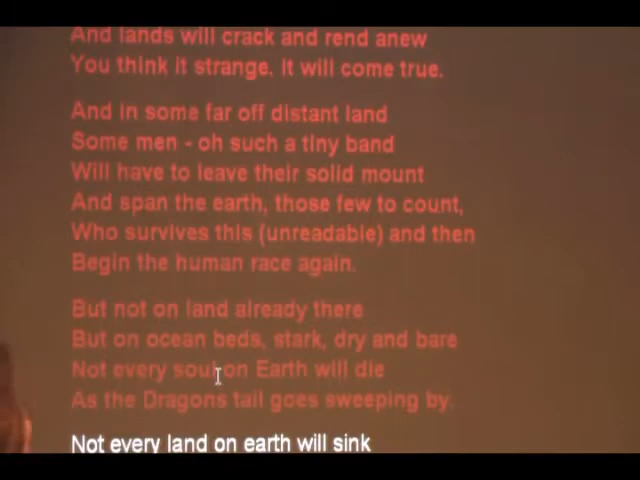 And lands will crack and rend anew
You think it strange. It will come true.
And in some far off distant land
Some men - oh such a tiny band
Will have to leave their solid mount
And span the earth, those few to count,
Who survives this (unreadable) and then
Begin the human race again.
But not on land already there
But on ocean beds, stark, dry and bare
Not every soul on Earth will die
As the Dragons tail goes sweeping by.
Not every land on earth will sink